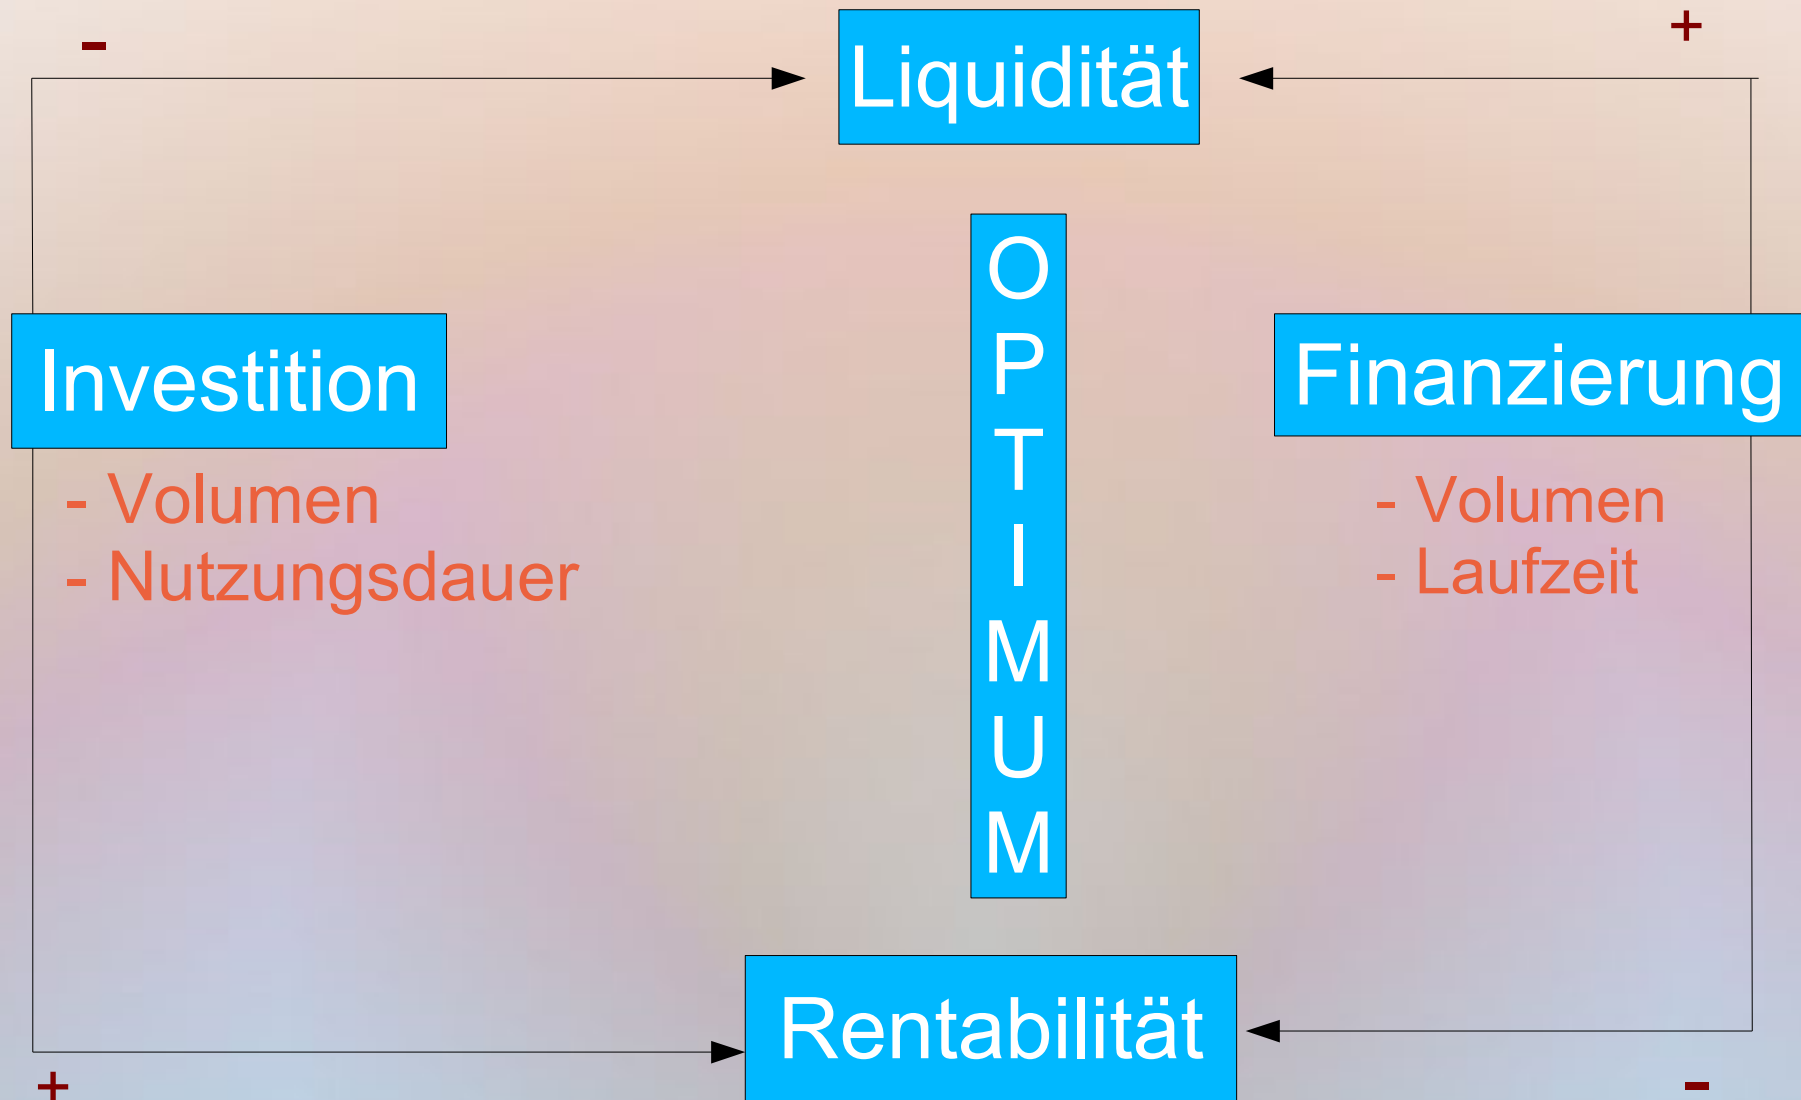 -
+
Liquidität
O
P
T
I
M
U
M
Investition
- Volumen
- Nutzungsdauer
Finanzierung
- Volumen
- Laufzeit
Rentabilität
+
-